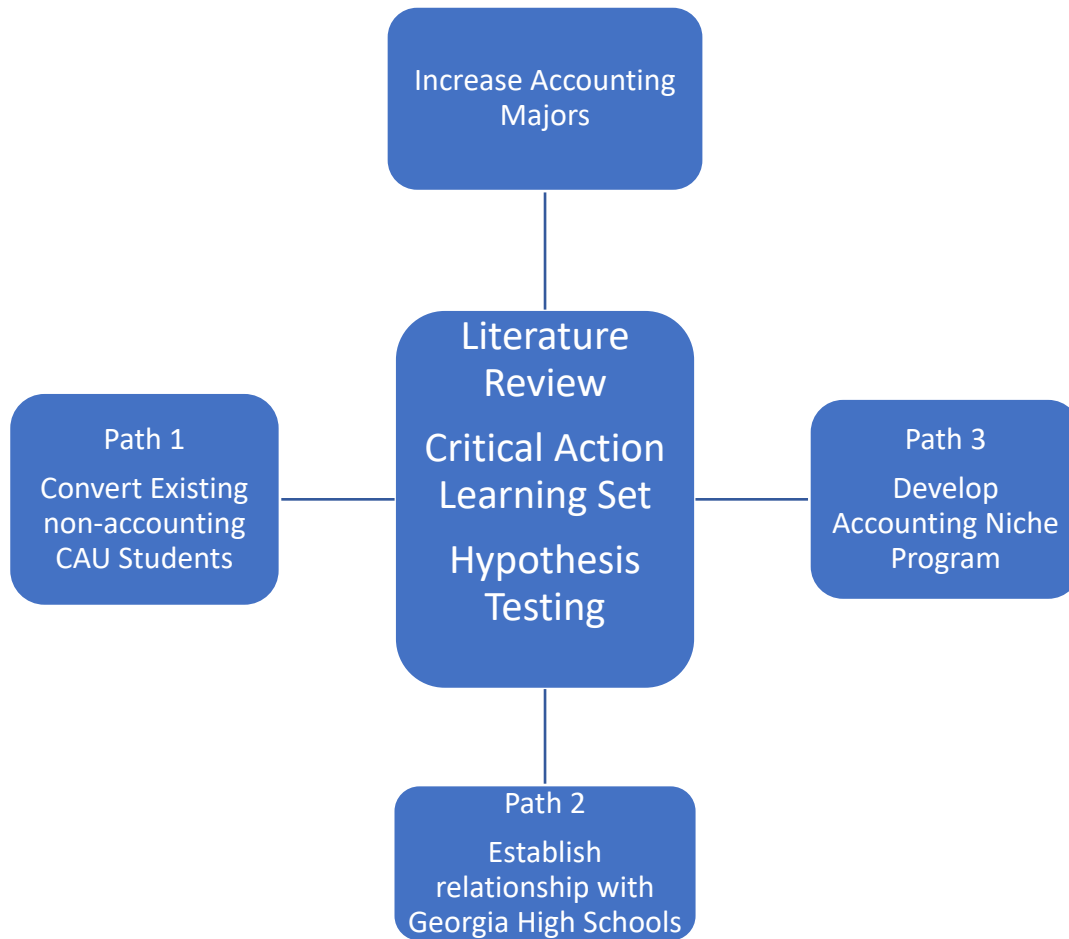 Increase Accounting
Majors
Literature
Review
Critical Action
Learning Set
Hypothesis
Testing
Path 1
Convert Existing
non-accounting
CAU Students
Path 3
Develop
Accounting Niche
Program
Path 2
Establish
relationship with
Georgia High Schools